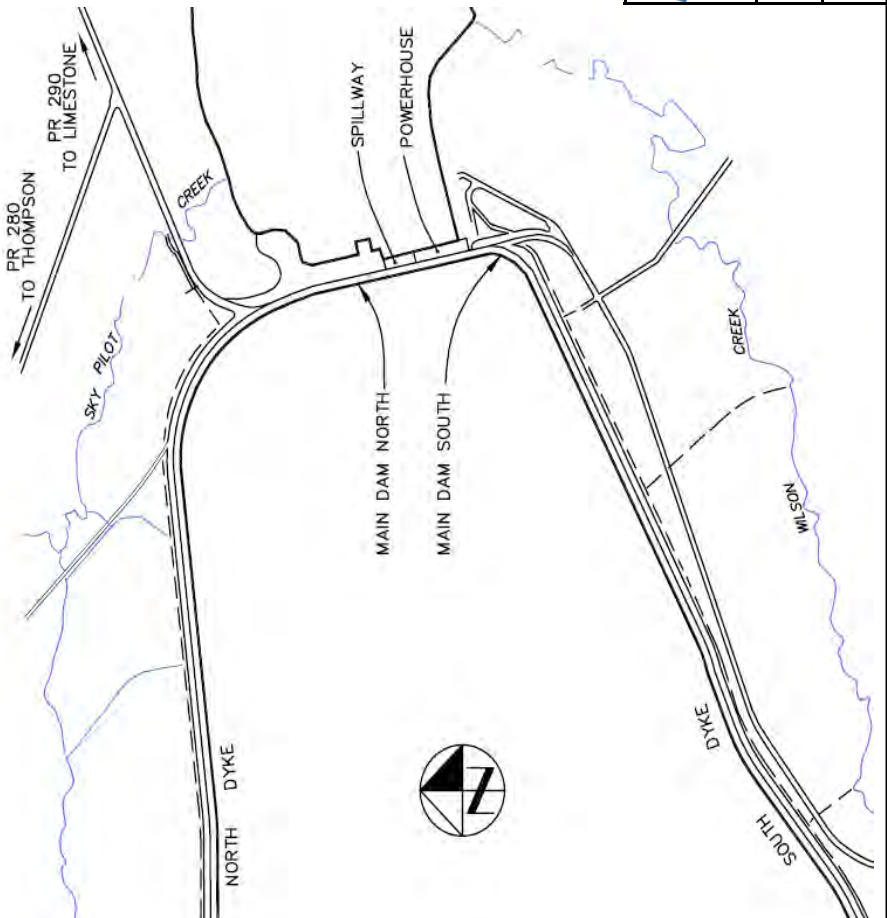 PR 290
TO LIMESTONE
PR 280
TO THOMPSON
SPILLWAY
POWERHOUSE
CREEK
SKY PILOT
MAIN DAM NORTH
MAIN DAM SOUTH
CREEK
WILSON
NORTH DYKE
DYKE
SOUTH
N